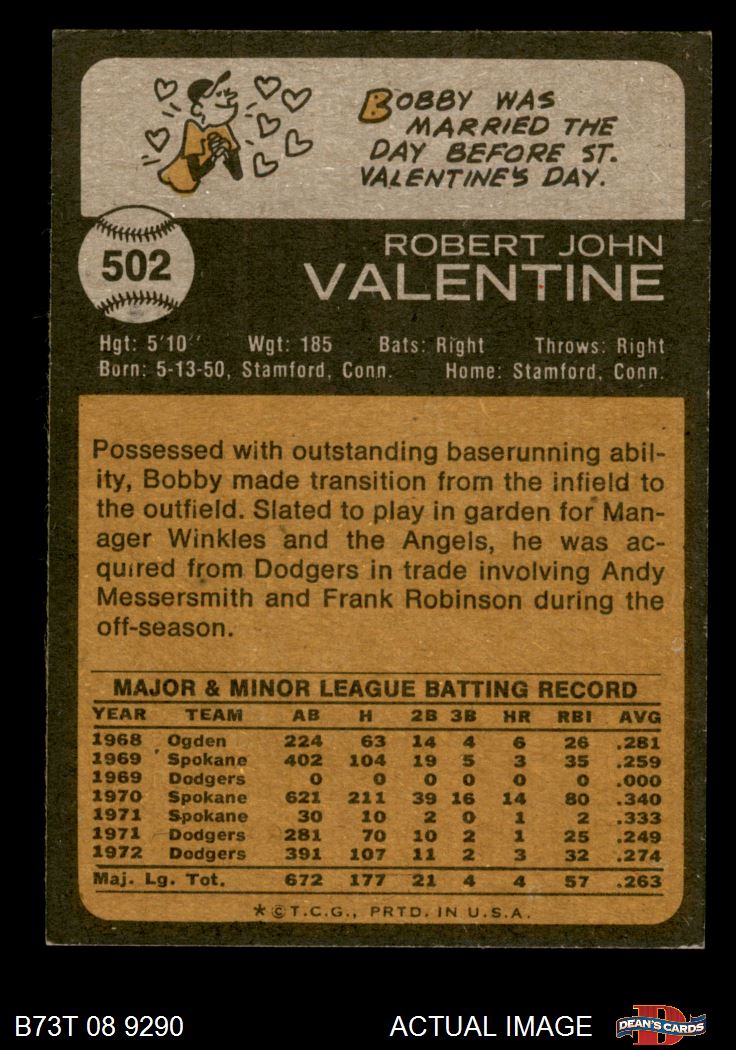 BOBBY WAS
MARRIED THE
DAY BEFORE ST.
VALENTINE'S DAY.
502
ROBERT JOHN
VALENTINE
Hgt: 5'10" Wgt: 185 Bats: Right Throws: Right
Born: 5-13-50, Stamford, Conn. Home: Stamford, Conn.
Possessed with outstanding baserunning abil-
ity, Bobby made transition from the infield to
the outfield. Slated to play in garden for Man-
ager Winkles and the Angels, he was ac-
quired from Dodgers in trade involving Andy
Messersmith and Frank Robinson during the
off-season.
MAJOR & MINOR LEAGUE BATTING RECORD
YEAR TEAM AB H 2B 3B HR RBI AVG
1968 Ogden 224 63 14 4 6 26 .281
1969 Spokane 402 104 19 5 3 35 .259
1969 Dodgers 0 0 0 0 0 0 .000
1970 Spokane 621 211 39 16 14 80 .340
1971 Spokane 30 10 2 0 1 2 .333
1971 Dodgers 281 70 10 2 1 25 .249
1972 Dodgers 391 107 11 2 3 32 .274
Maj. Lg. Tot. 672 177 21 4 4 57 .263
*©T.C.G., PRTD. IN U.S.A.
B73T 08 9290 ACTUAL IMAGE D DEAN'S CARDS